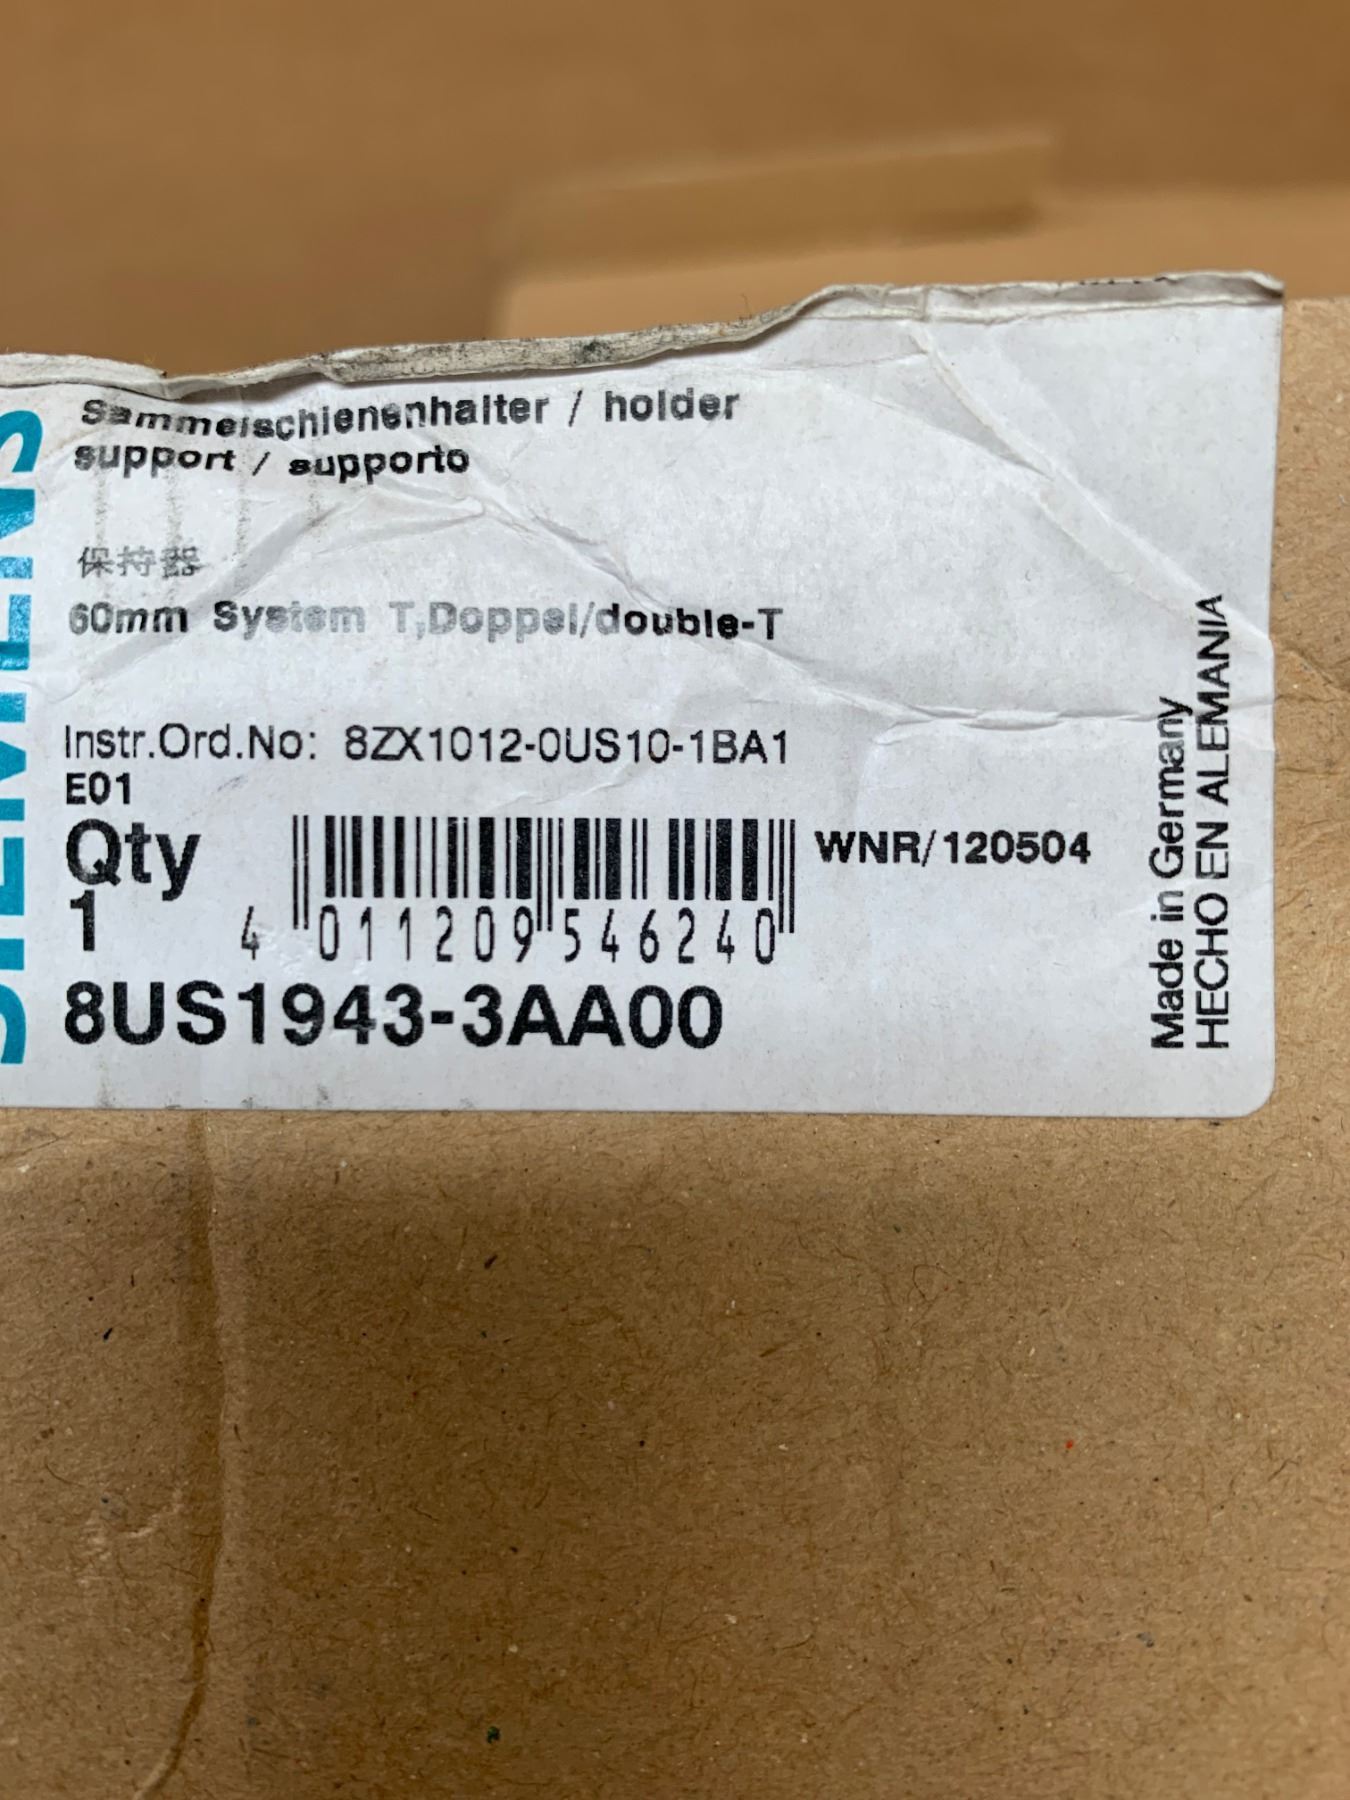 SIEMENS
Sammelschienenhalter / holder
support / supporto
保持器
60mm System T,Doppel/double-T
Instr.Ord.No: 8ZX1012-0US10-1BA1
E01
Qty
1
4 011209 546240
WNR/120504
8US1943-3AA00
Made in Germany
HECHO EN ALEMANIA